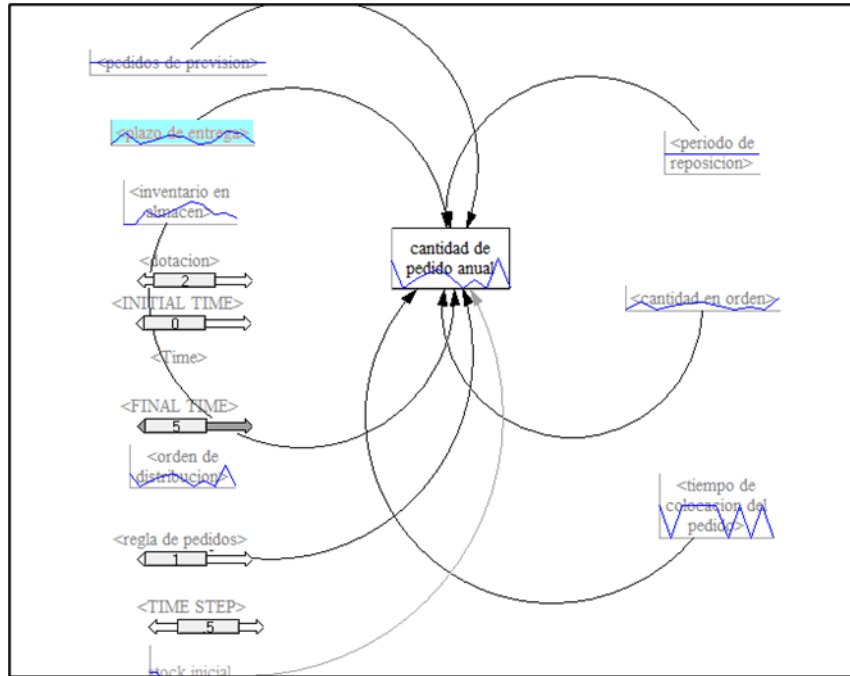 <pedidos de prevision>
<plazo de entrega>
<inventario en
almacen>
<dotacion>
2
<INITIAL TIME>
0
<Time>
<FINAL TIME>
5
<orden de
distribucion>
<regla de pedidos>
1
<TIME STEP>
.5
stock inicial
cantidad de
pedido anual
<periodo de
reposicion>
<cantidad en orden>
<tiempo de
colocacion del
pedido>